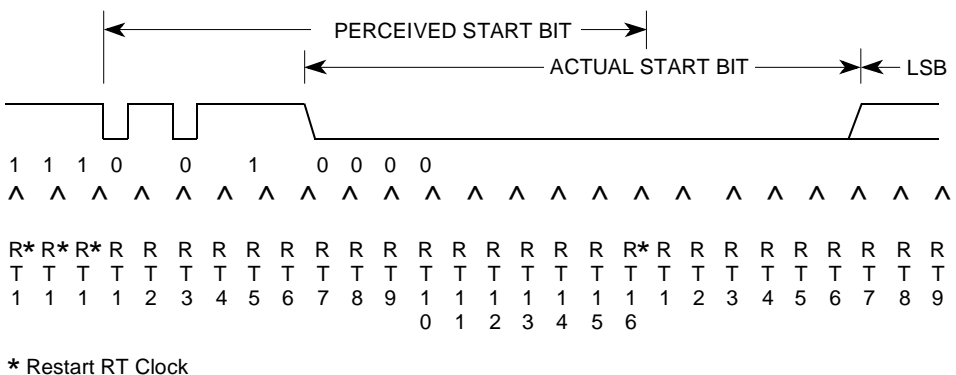 PERCEIVED START BIT
ACTUAL START BIT
LSB
1 1 1 0 0 1 0 0 0 0
^ ^ ^ ^ ^ ^ ^ ^ ^ ^ ^ ^ ^ ^ ^ ^ ^ ^ ^ ^ ^ ^ ^ ^ ^ ^ ^
R* R* R* R R R R R R R R R R R R R R R R* R R R R R R R R R
T T T T T T T T T T T T T T T T T T T T T T T T T T T T
1 1 1 1 2 3 4 5 6 7 8 9 1 1 1 1 1 1 1 1 2 3 4 5 6 7 8 9
0 1 2 3 4 5 6
* Restart RT Clock